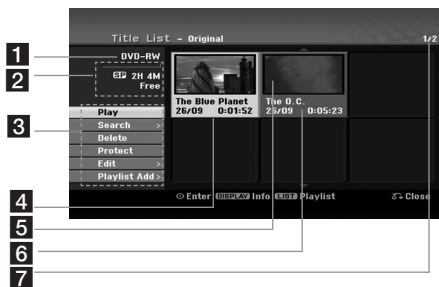 Title List - Original 1/2
1 DVD-RW
2 SP 2H 4M
Free
The Blue Planet The O.C.
26/09 0:01:52 26/09 0:05:23
3
Play
Search >
Delete
Protect
Edit >
Playlist Add >
4
5
6
7
Enter DISPLAY Info LIST Playlist Close